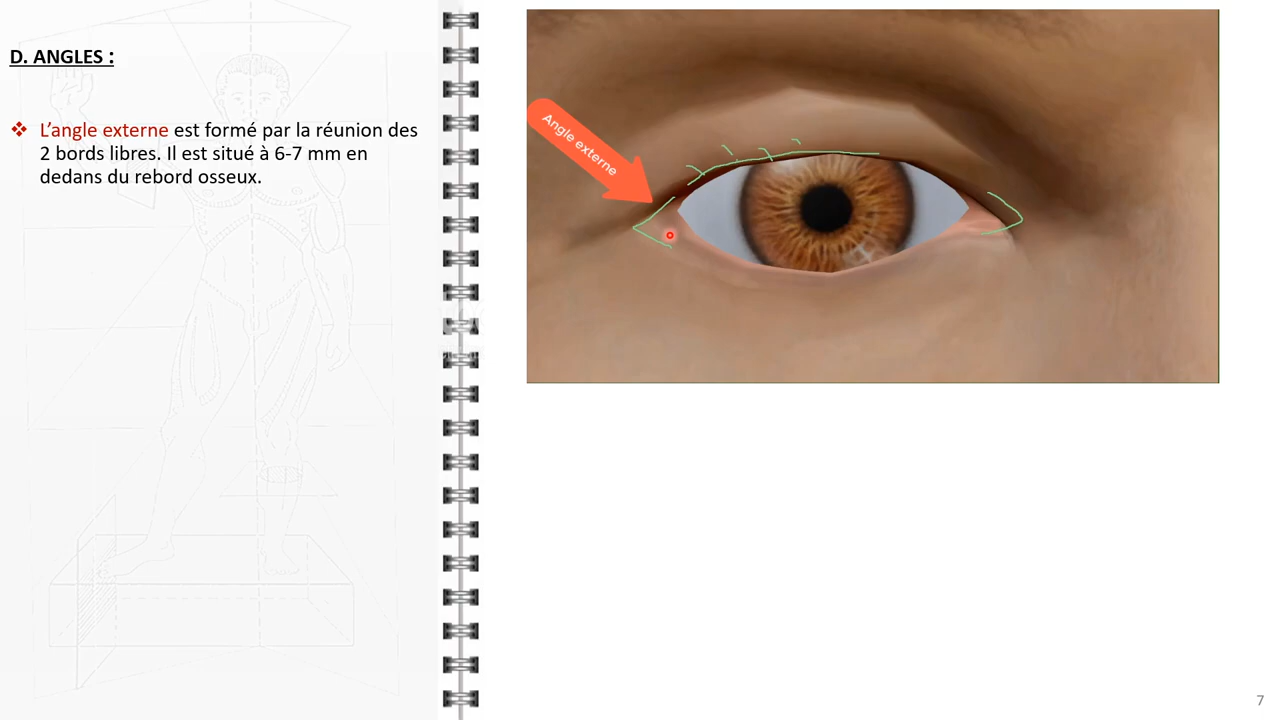 D. ANGLES :
❖ L’angle externe est formé par la réunion des
2 bords libres. Il est situé à 6-7 mm en
dedans du rebord osseux.
Angle externe
7